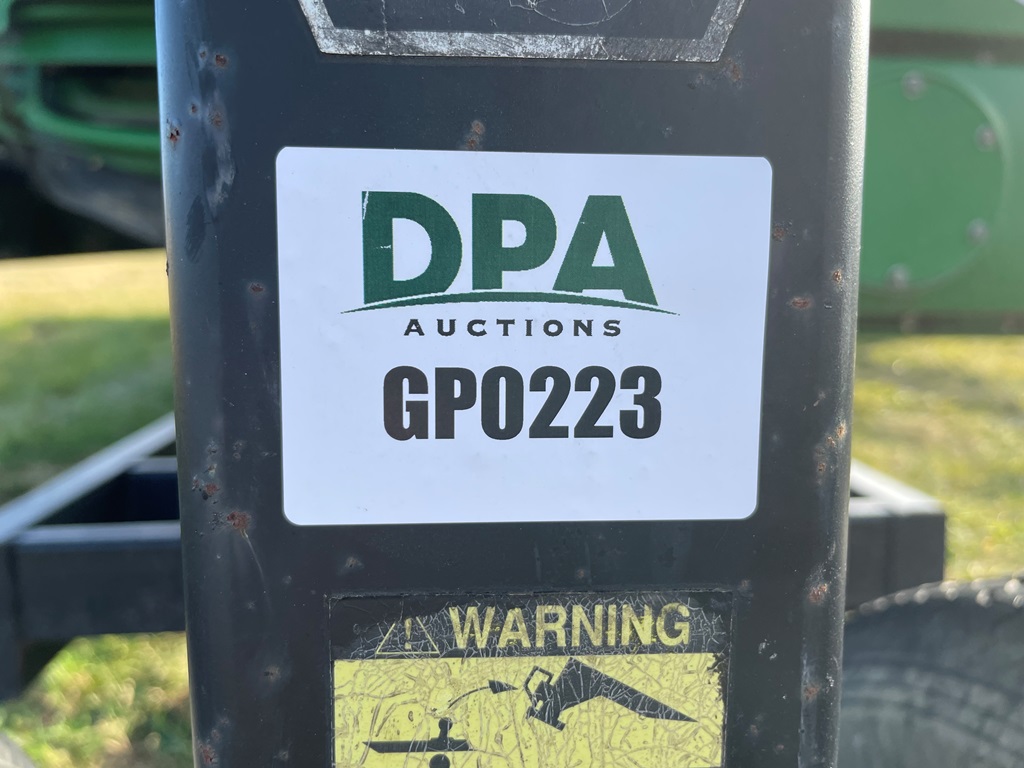 DPA
AUCTIONS
GP0223
WARNING